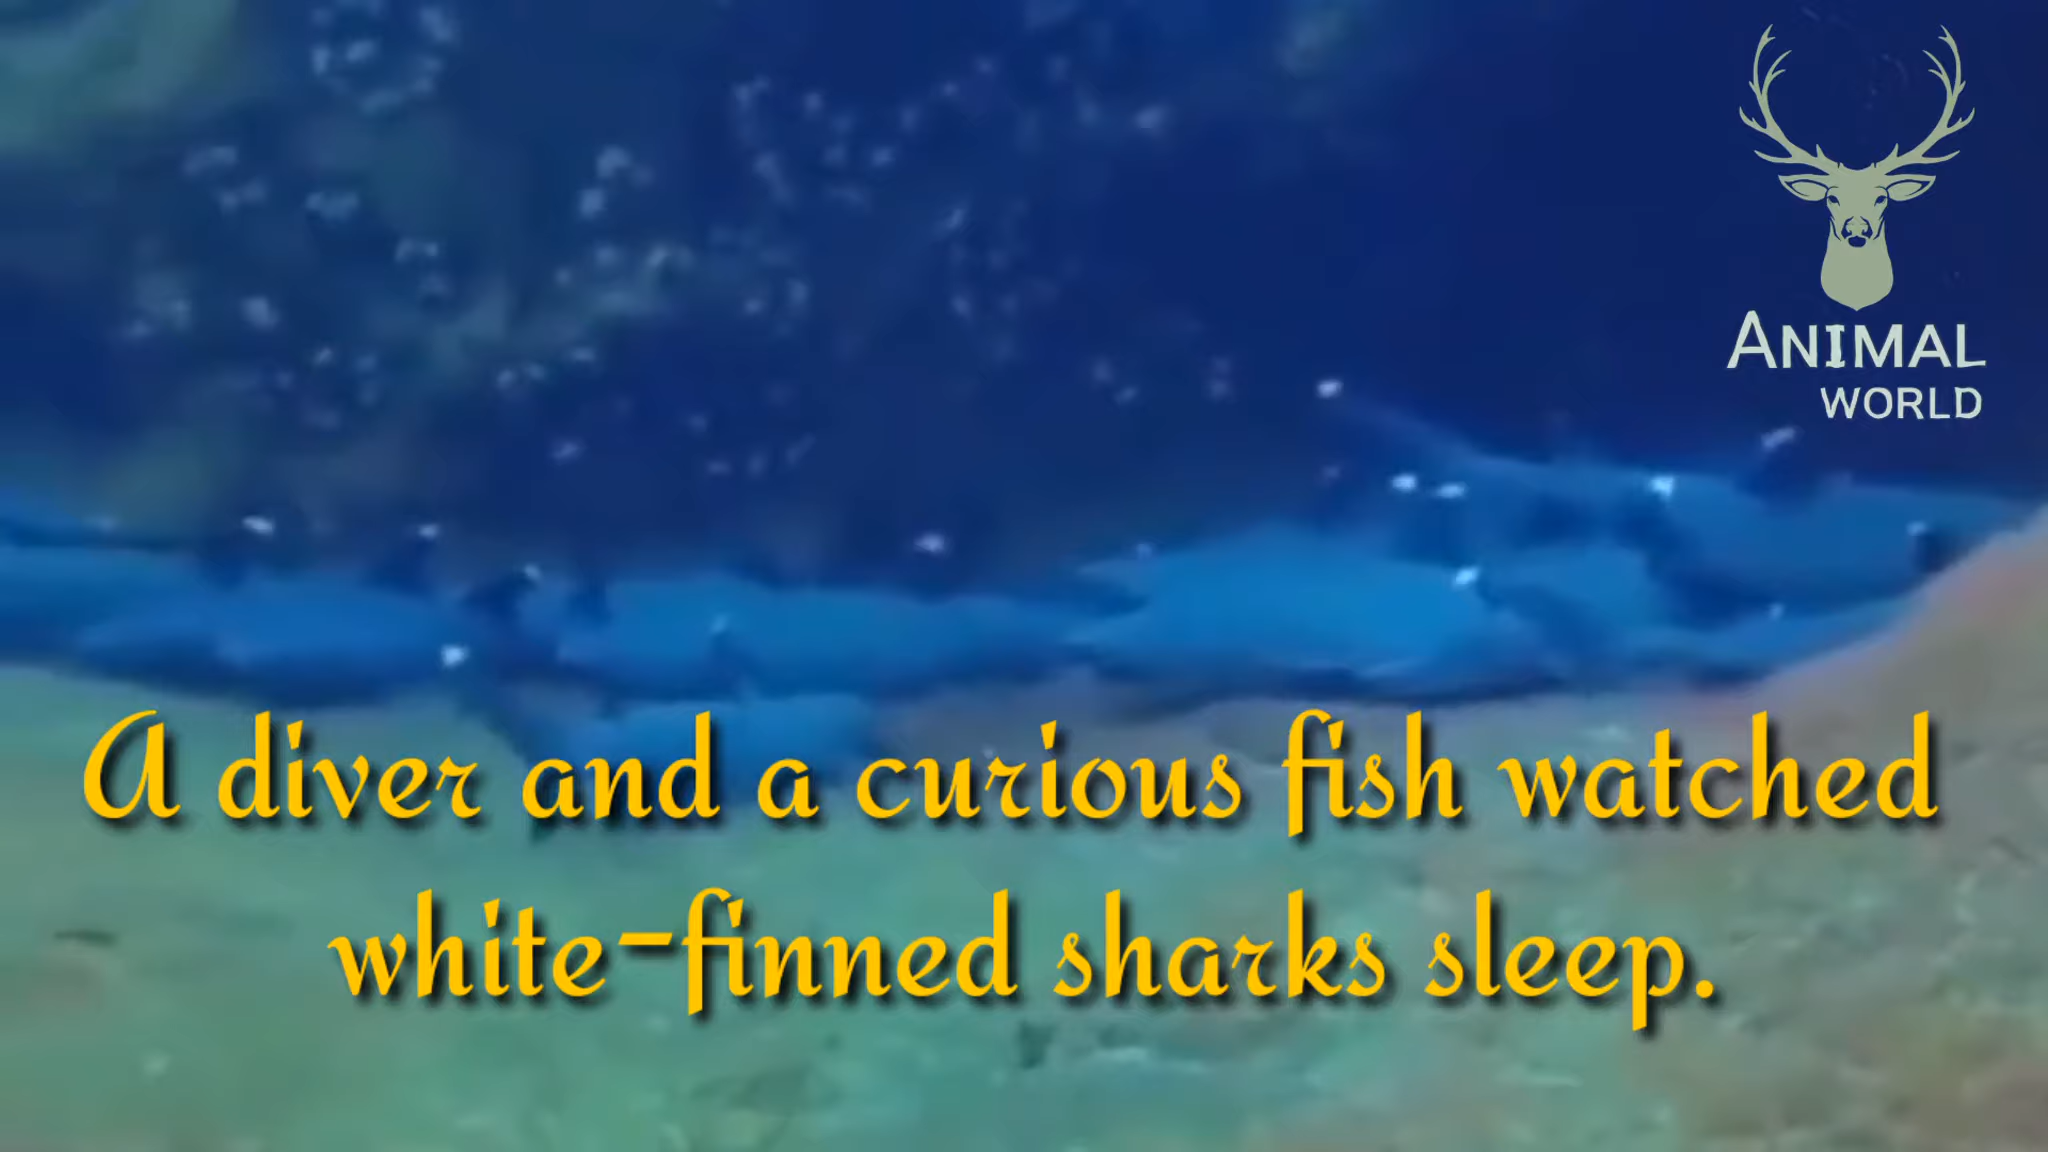 ANIMAL
WORLD
A diver and a curious fish watched
white-finned sharks sleep.